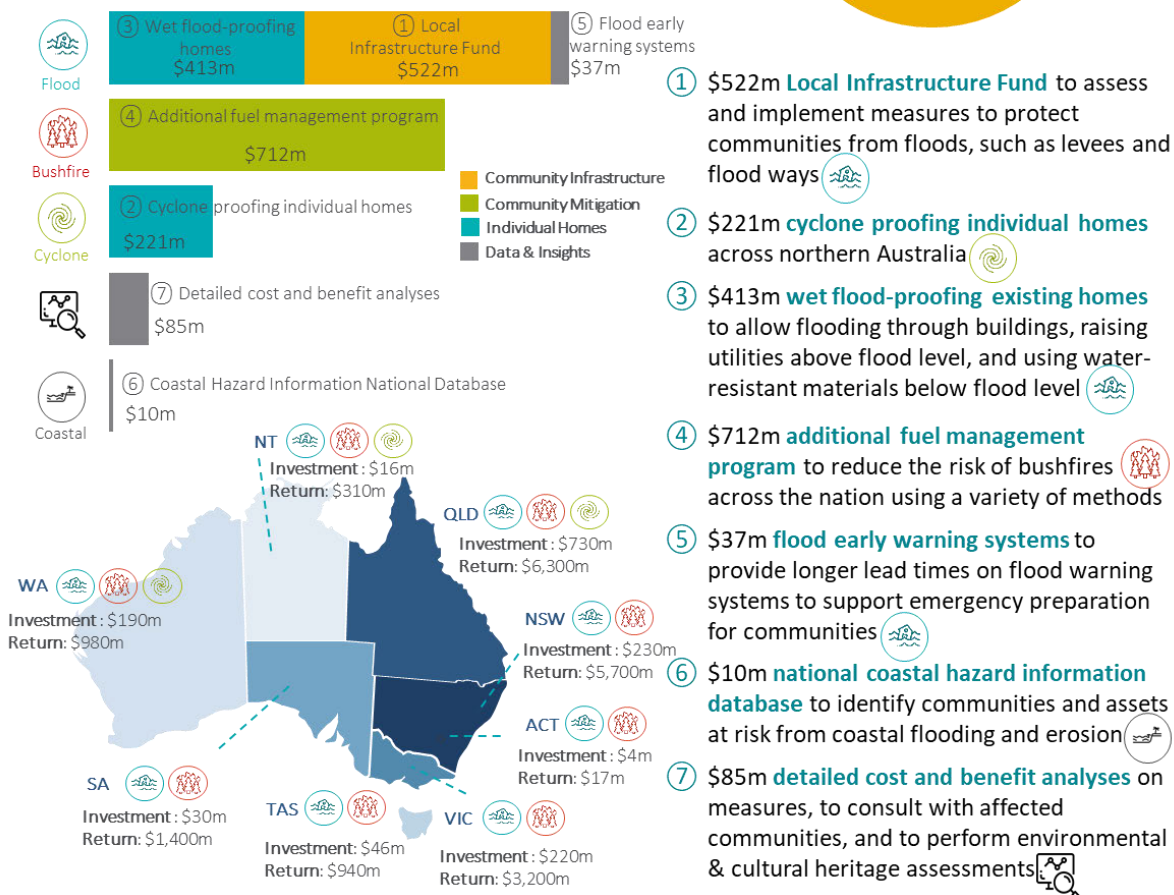 ③ Wet flood-proofing
homes
$413m
① Local
Infrastructure Fund
$522m
⑤ Flood early
warning systems
$37m
Flood
④ Additional fuel management program
$712m
Bushfire
② Cyclone proofing individual homes
$221m
Cyclone
Community Infrastructure
Community Mitigation
Individual Homes
Data & Insights
⑦ Detailed cost and benefit analyses
$85m
⑥ Coastal Hazard Information National Database
$10m
Coastal
NT
Investment : $16m
Return: $310m
QLD
Investment : $730m
Return: $6,300m
WA
Investment : $190m
Return: $980m
NSW
Investment : $230m
Return: $5,700m
ACT
Investment : $4m
Return: $17m
SA
Investment : $30m
Return: $1,400m
TAS
Investment: $46m
Return: $940m
VIC
Investment : $220m
Return: $3,200m
① $522m Local Infrastructure Fund to assess
and implement measures to protect
communities from floods, such as levees and
flood ways
② $221m cyclone proofing individual homes
across northern Australia
③ $413m wet flood-proofing existing homes
to allow flooding through buildings, raising
utilities above flood level, and using water-
resistant materials below flood level
④ $712m additional fuel management
program to reduce the risk of bushfires
across the nation using a variety of methods
⑤ $37m flood early warning systems to
provide longer lead times on flood warning
systems to support emergency preparation
for communities
⑥ $10m national coastal hazard information
database to identify communities and assets
at risk from coastal flooding and erosion
⑦ $85m detailed cost and benefit analyses on
measures, to consult with affected
communities, and to perform environmental
& cultural heritage assessments